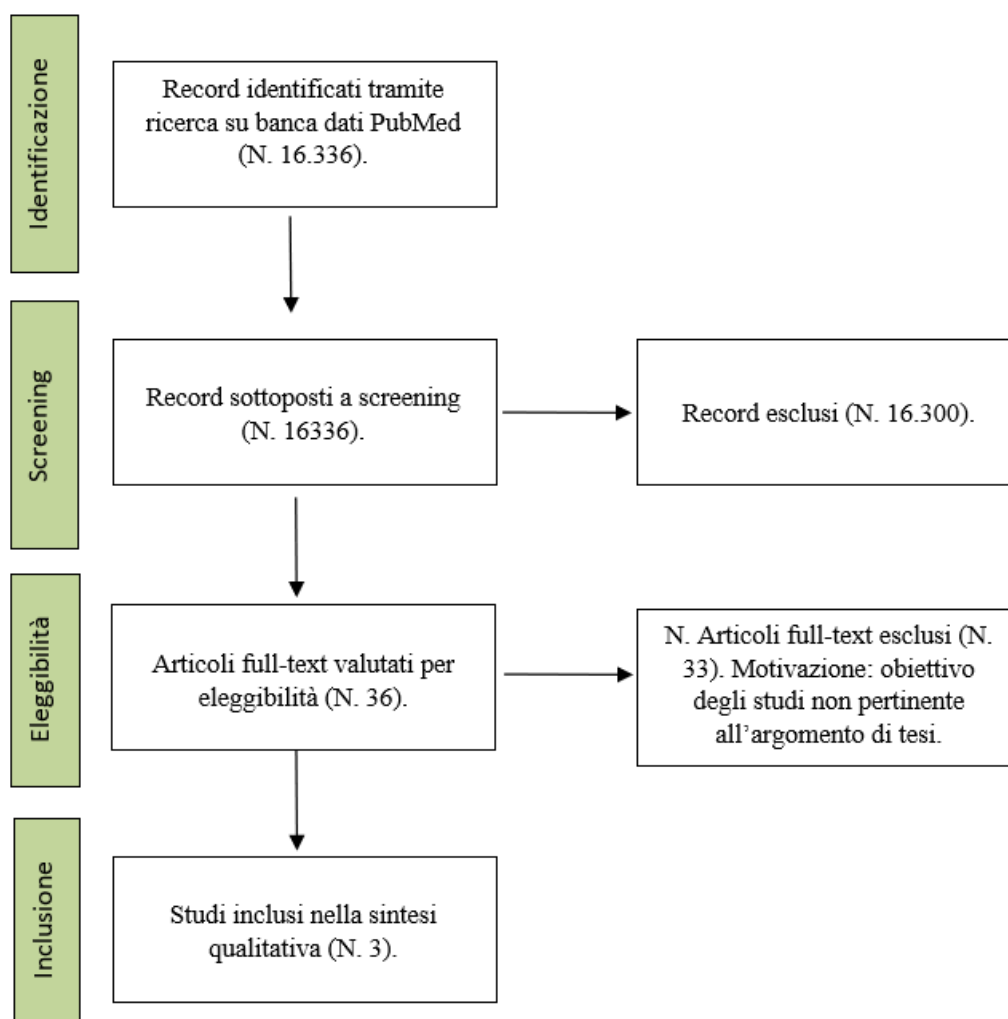 Identificazione
Record identificati tramite
ricerca su banca dati PubMed
(N. 16.336).
Screening
Record sottoposti a screening
(N. 16336).
Record esclusi (N. 16.300).
Eleggibilità
Articoli full-text valutati per
eleggibilità (N. 36).
N. Articoli full-text esclusi (N.
33). Motivazione: obiettivo
degli studi non pertinente
all’argomento di tesi.
Inclusione
Studi inclusi nella sintesi
qualitativa (N. 3).